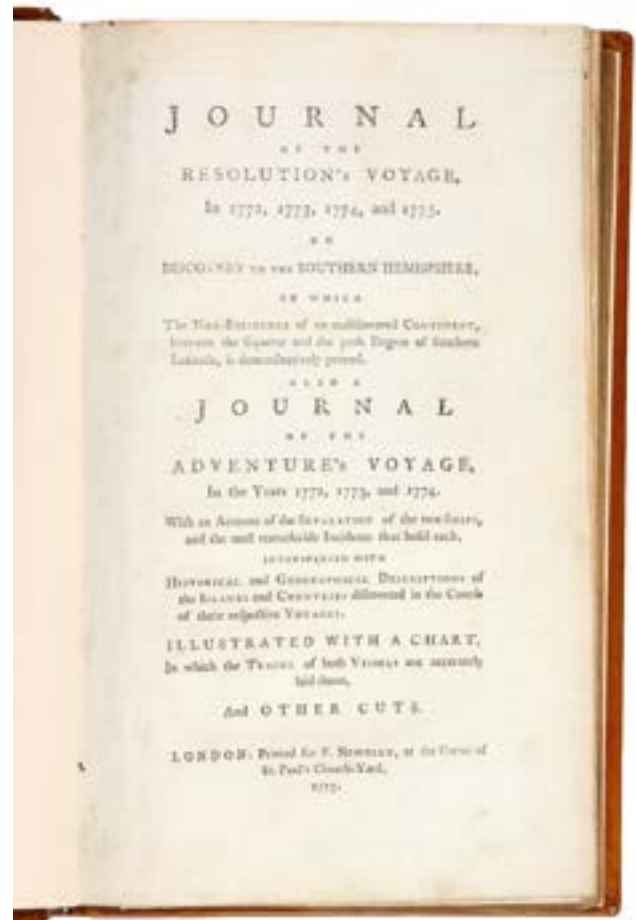 JOURNAL
OF THE
RESOLUTION's VOYAGE,
In 1772, 1773, 1774, and 1775.
ON
DISCOVERY TO THE SOUTHERN HEMISPHERE,
IN WHICH
The NON-EXISTENCE of an undiscovered CONTINENT,
between the Equator and the 50th Degree of Southern
Latitude, is demonstratively proved.
ALSO A
JOURNAL
OF THE
ADVENTURE's VOYAGE,
In the Years 1772, 1773, and 1774.
With an Account of the SEPARATION of the two SHIPS,
and the most remarkable Incidents that befel each.
INTERSPERSED WITH
HISTORICAL and GEOGRAPHICAL DESCRIPTIONS of
the ISLANDS and COUNTRIES discovered in the Course
of their respective VOYAGES.
ILLUSTRATED WITH A CHART,
In which the TRACKS of both VESSELS are accurately
laid down,
And OTHER CUTS.
LONDON: Printed for F. NEWBERY, at the Corner of
St. Paul's Church-Yard,
1775.